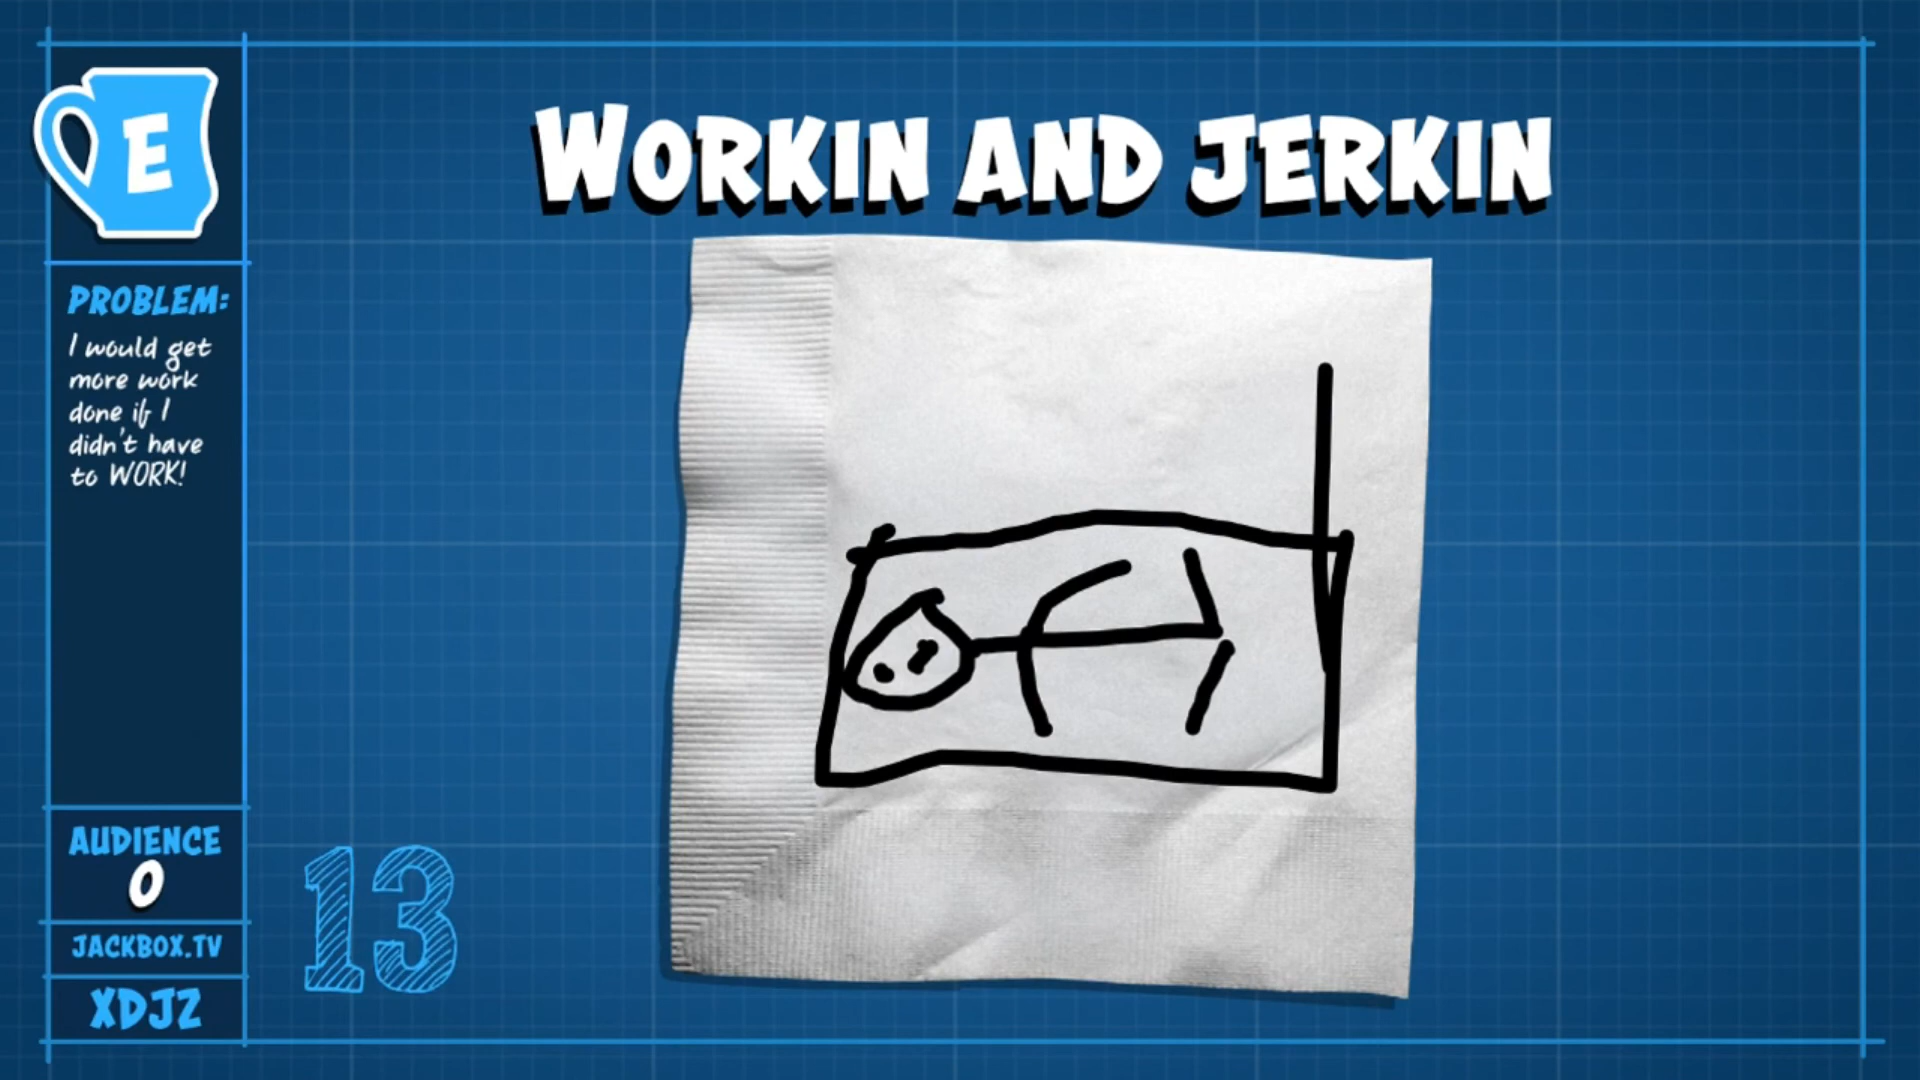 E
WORKIN AND JERKIN
PROBLEM:
I would get
more work
done if I
didn't have
to WORK!
AUDIENCE
0
JACKBOX.TV
XDJZ
13